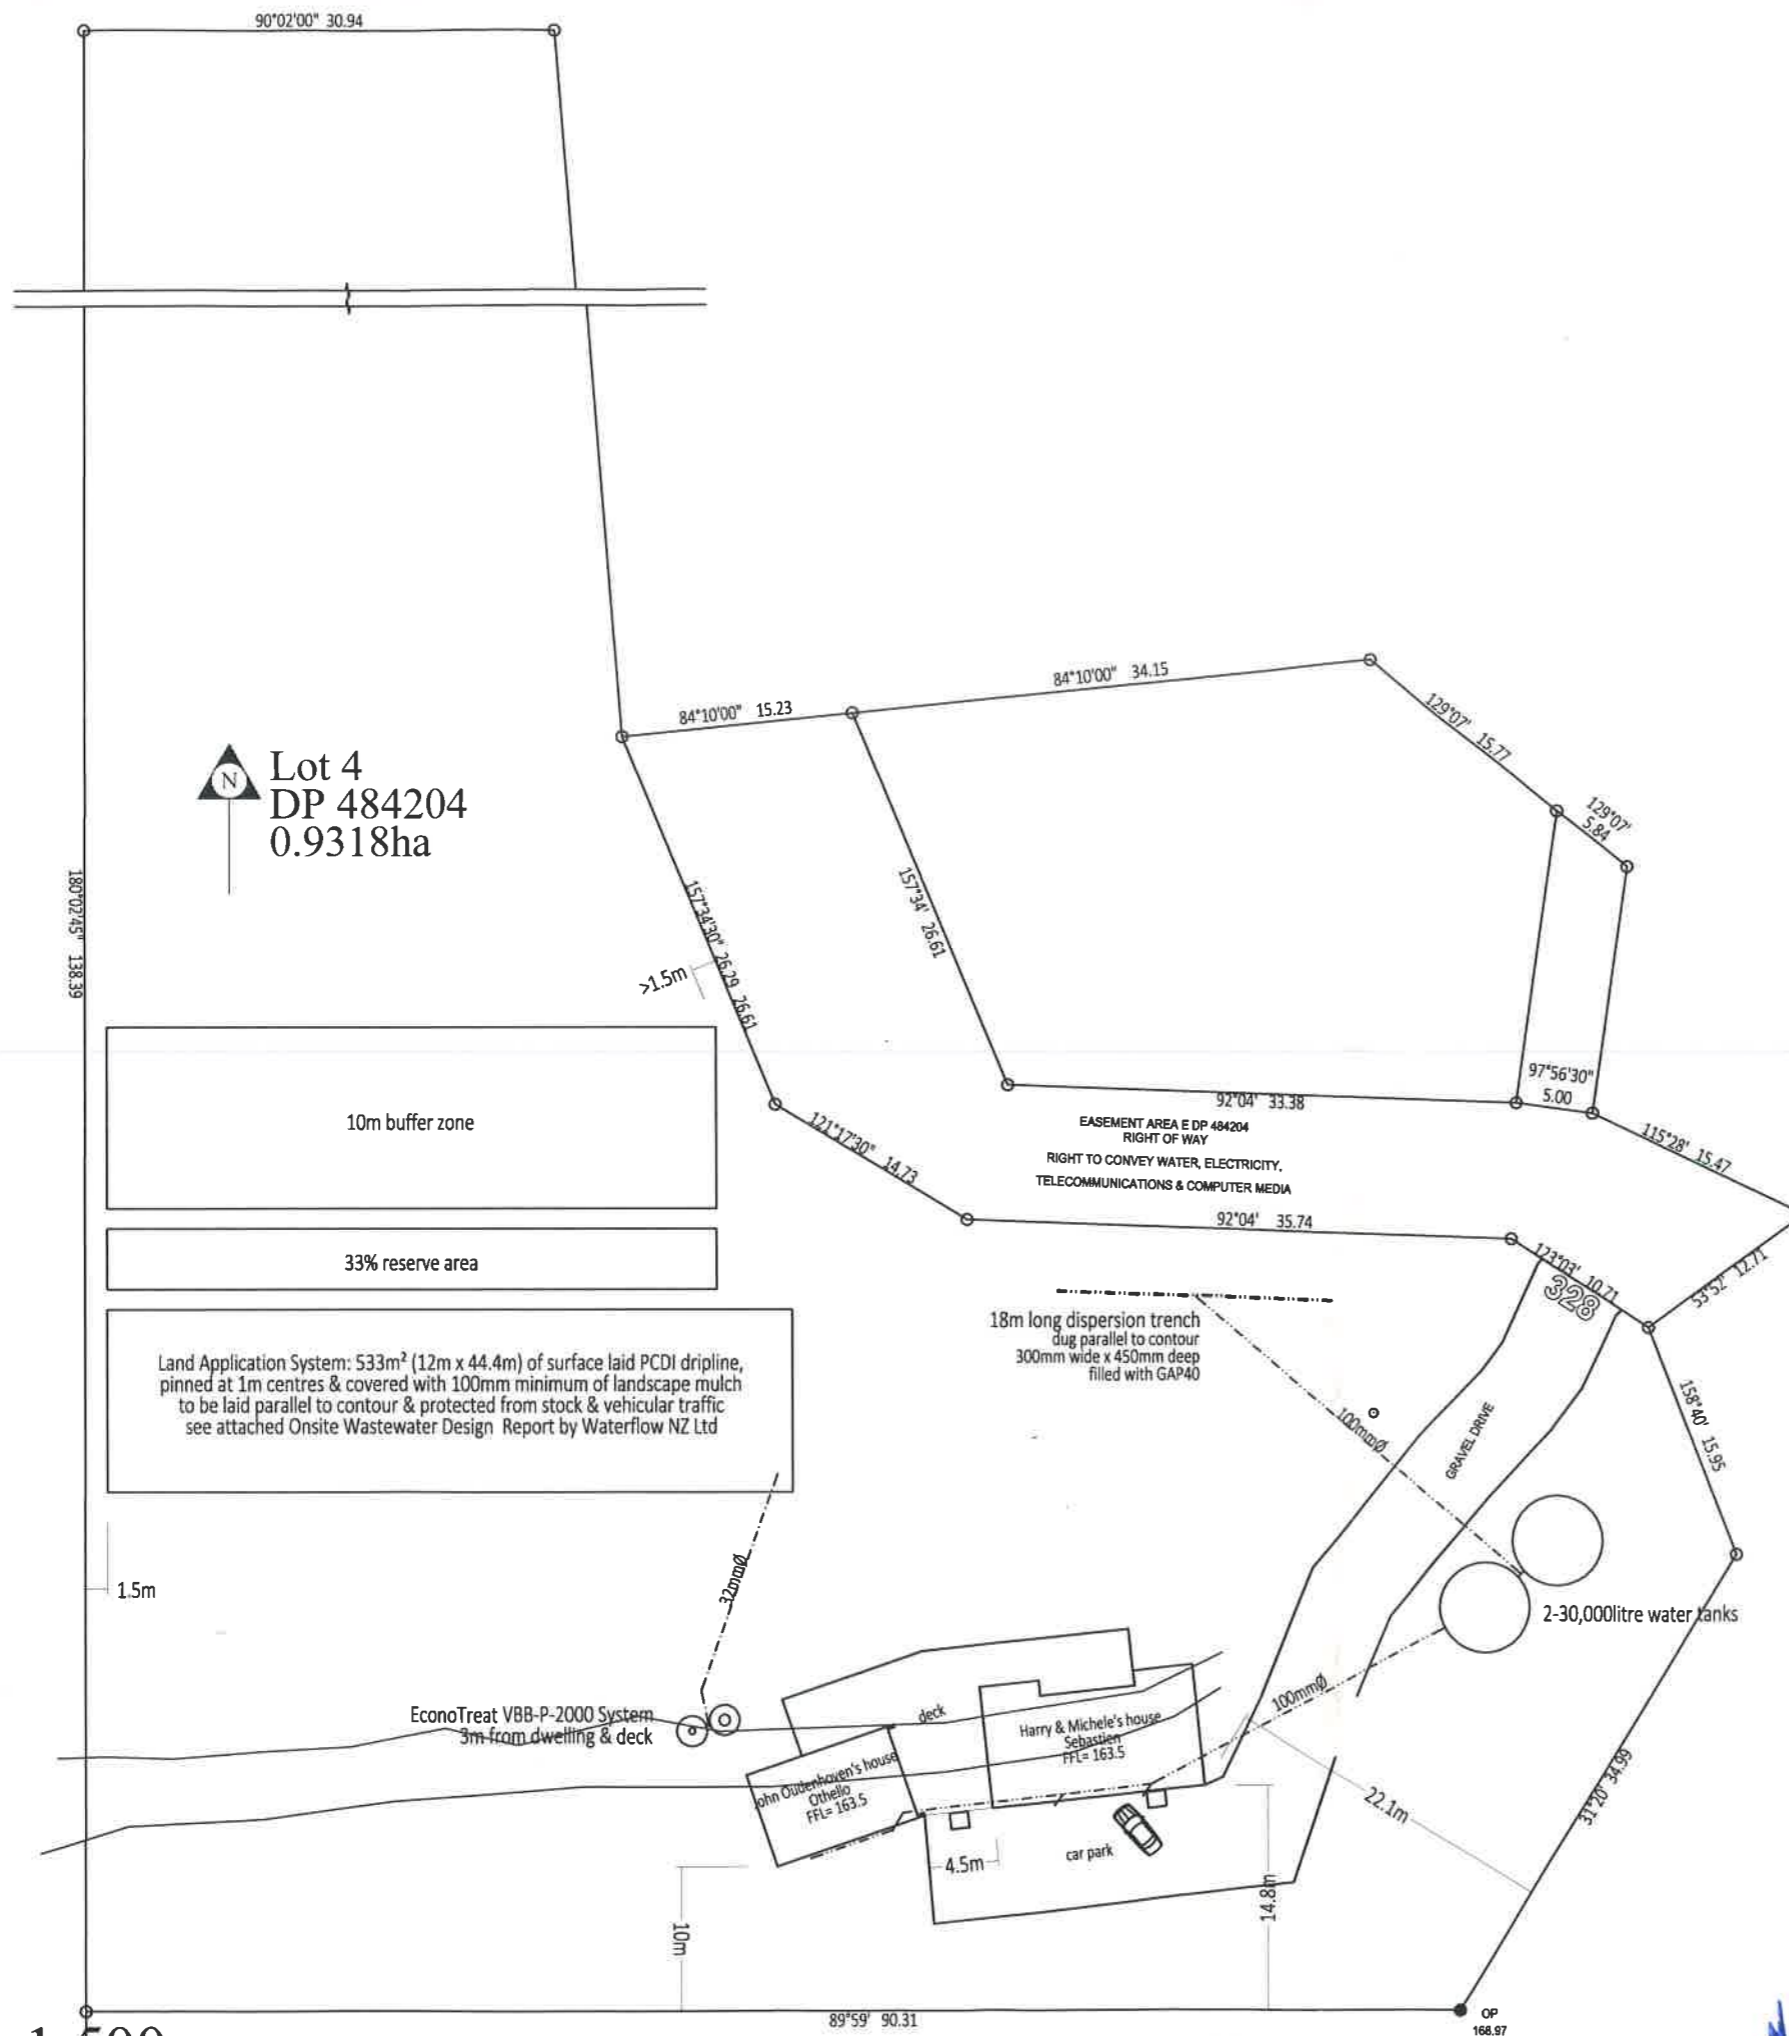 90°02'00" 30.94
84°10'00" 34.15
84°10'00" 15.23
129°07' 15.77
129°07'
5.84
N
Lot 4
DP 484204
0.9318ha
180°02'45" 138.39
157°34'30" 26.29 26.61
157°34' 26.61
>1.5m
97°56'30"
5.00
92°04' 33.38
10m buffer zone
EASEMENT AREA E DP 484204
RIGHT OF WAY
RIGHT TO CONVEY WATER, ELECTRICITY,
TELECOMMUNICATIONS & COMPUTER MEDIA
121°17'30" 14.73
115°28' 15.47
92°04' 35.74
33% reserve area
123°03' 10.71
328
53°52' 12.71
18m long dispersion trench
dug parallel to contour
300mm wide x 450mm deep
filled with GAP40
Land Application System: 533m² (12m x 44.4m) of surface laid PCDI dripline,
pinned at 1m centres & covered with 100mm minimum of landscape mulch
to be laid parallel to contour & protected from stock & vehicular traffic
see attached Onsite Wastewater Design Report by Waterflow NZ Ltd
100mmØ
GRAVEL DRIVE
158°40' 15.95
1.5m
32mmØ
2-30,000litre water tanks
EconoTreat VBB-P-2000 System
3m from dwelling & deck
deck
100mmØ
Harry & Michele's house
Sebastien
FFL= 163.5
John Oudenhoven's house
Othello
FFL= 163.5
22.1m
31°20' 34.99
4.5m
car park
14.8m
10m
89°59' 90.31
OP
168.97